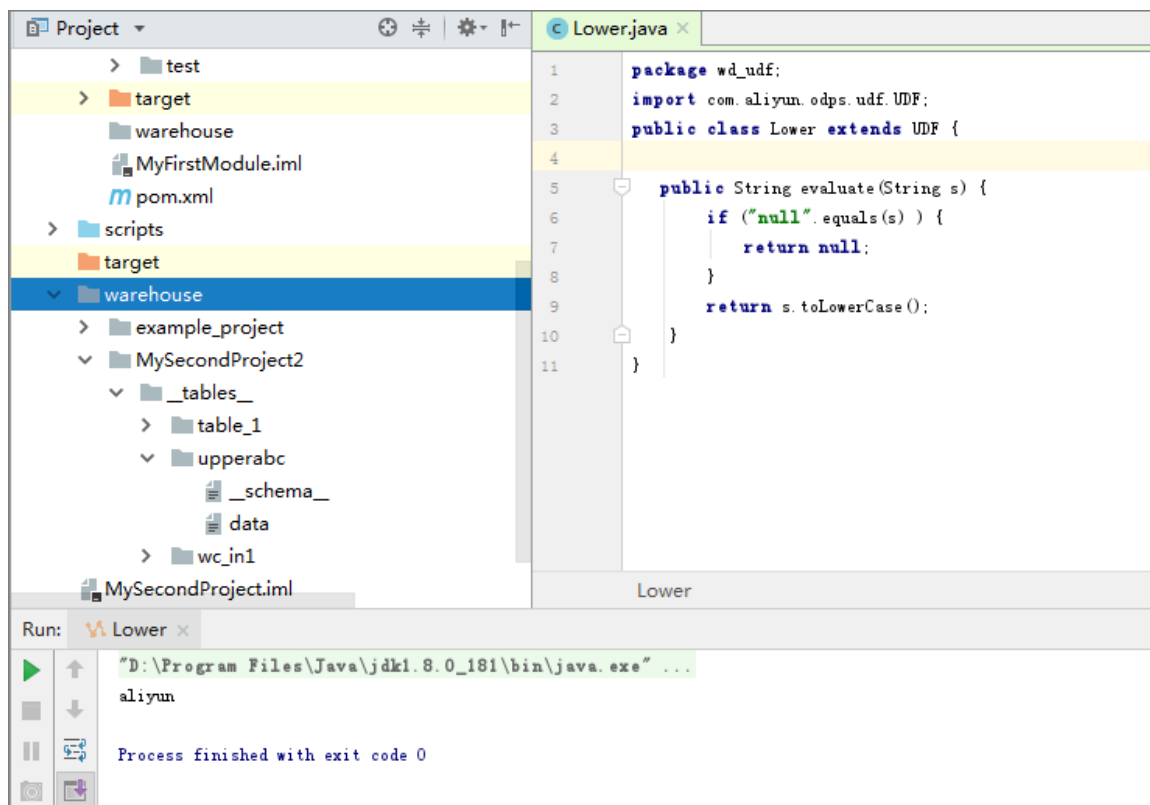 Project
test
target
warehouse
MyFirstModule.iml
m pom.xml
scripts
target
warehouse
example_project
MySecondProject2
__tables__
table_1
upperabc
__schema__
data
wc_in1
MySecondProject.iml
C Lower.java
1 package wd_udf;
2 import com.aliyun.odps.udf.UDF;
3 public class Lower extends UDF {
4
5 public String evaluate(String s) {
6 if ("null".equals(s) ) {
7 return null;
8 }
9 return s.toLowerCase();
10 }
11 }
Lower
Run: Lower
"D:\Program Files\Java\jdk1.8.0_181\bin\java.exe" ...
aliyun
Process finished with exit code 0